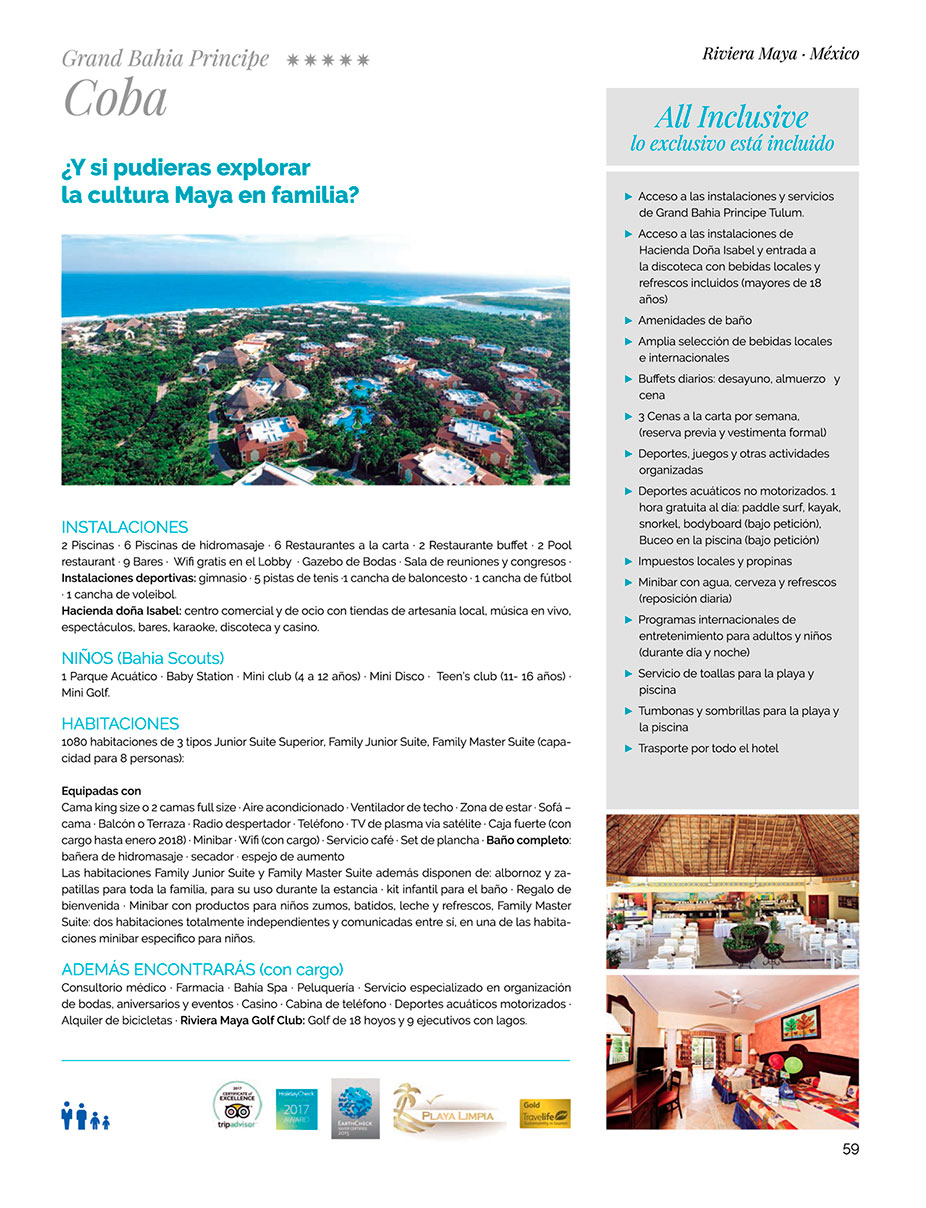 Grand Bahia Principe
Coba
Riviera Maya · México
¿Y si pudieras explorar
la cultura Maya en familia?
INSTALACIONES
2 Piscinas · 6 Piscinas de hidromasaje · 6 Restaurantes a la carta · 2 Restaurante buffet · 2 Pool
restaurant · 9 Bares · Wifi gratis en el Lobby · Gazebo de Bodas · Sala de reuniones y congresos ·
Instalaciones deportivas: gimnasio · 5 pistas de tenis ·1 cancha de baloncesto · 1 cancha de fútbol
· 1 cancha de voleibol.
Hacienda doña Isabel: centro comercial y de ocio con tiendas de artesanía local, música en vivo,
espectáculos, bares, karaoke, discoteca y casino.
NIÑOS (Bahia Scouts)
1 Parque Acuático · Baby Station · Mini club (4 a 12 años) · Mini Disco · Teen's club (11- 16 años) ·
Mini Golf.
HABITACIONES
1080 habitaciones de 3 tipos Junior Suite Superior, Family Junior Suite, Family Master Suite (capa-
cidad para 8 personas):
Equipadas con
Cama king size o 2 camas full size · Aire acondicionado · Ventilador de techo · Zona de estar · Sofá –
cama · Balcón o Terraza · Radio despertador · Teléfono · TV de plasma vía satélite · Caja fuerte (con
cargo hasta enero 2018) · Minibar · Wifi (con cargo) · Servicio café · Set de plancha · Baño completo:
bañera de hidromasaje · secador · espejo de aumento
Las habitaciones Family Junior Suite y Family Master Suite además disponen de: albornoz y za-
patillas para toda la familia, para su uso durante la estancia · kit infantil para el baño · Regalo de
bienvenida · Minibar con productos para niños zumos, batidos, leche y refrescos, Family Master
Suite: dos habitaciones totalmente independientes y comunicadas entre sí, en una de las habita-
ciones minibar especifico para niños.
ADEMÁS ENCONTRARÁS (con cargo)
Consultorio médico · Farmacia · Bahía Spa · Peluquería · Servicio especializado en organización
de bodas, aniversarios y eventos · Casino · Cabina de teléfono · Deportes acuáticos motorizados ·
Alquiler de bicicletas · Riviera Maya Golf Club: Golf de 18 hoyos y 9 ejecutivos con lagos.
All Inclusive
lo exclusivo está incluido
Acceso a las instalaciones y servicios
de Grand Bahia Principe Tulum.
Acceso a las instalaciones de
Hacienda Doña Isabel y entrada a
la discoteca con bebidas locales y
refrescos incluidos (mayores de 18
años)
Amenidades de baño
Amplia selección de bebidas locales
e internacionales
Buffets diarios: desayuno, almuerzo y
cena
3 Cenas a la carta por semana,
(reserva previa y vestimenta formal)
Deportes, juegos y otras actividades
organizadas
Deportes acuáticos no motorizados. 1
hora gratuita al día: paddle surf, kayak,
snorkel, bodyboard (bajo petición),
Buceo en la piscina (bajo petición)
Impuestos locales y propinas
Minibar con agua, cerveza y refrescos
(reposición diaria)
Programas internacionales de
entretenimiento para adultos y niños
(durante día y noche)
Servicio de toallas para la playa y
piscina
Tumbonas y sombrillas para la playa y
la piscina
Trasporte por todo el hotel
2017
CERTIFICATE of
EXCELLENCE
tripadvisor
HolidayCheck
2017
AWARD
EARTHCHECK
2015
PLAYA LIMPIA
Gold
Travelife
59